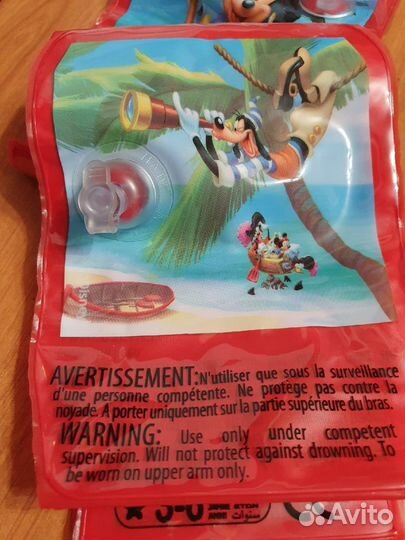 AVERTISSEMENT: N'utiliser que sous la surveillance
d'une personne compétente. Ne protège pas contre la
noyade. A porter uniquement sur la partie supérieure du bras.
WARNING: Use only under competent
supervision. Will not protect against drowning. To
be worn on upper arm only.
3-6
Avito